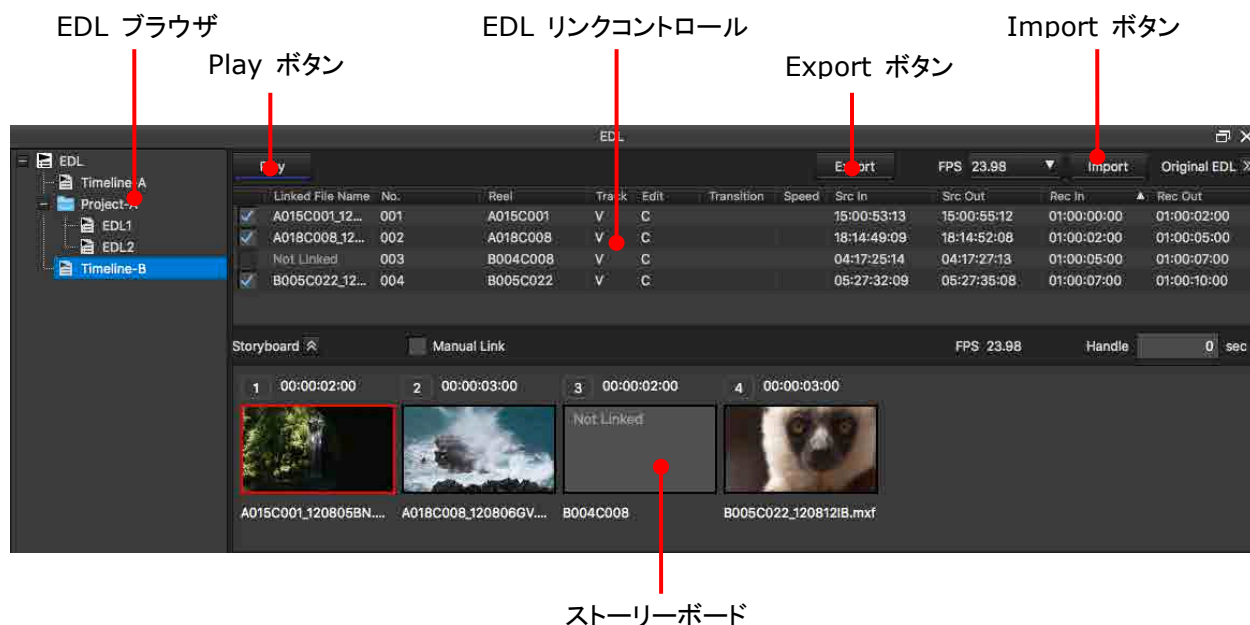 EDL ブラウザ
EDL リンクコントロール
Import ボタン
Play ボタン
Export ボタン
EDL
EDL
Timeline-A
Project-A
EDL1
EDL2
Timeline-B
Play Export FPS 23.98 Import Original EDL
Linked File Name No. Reel Track Edit Transition Speed Src In Src Out Rec In Rec Out
A015C001_12... 001 A015C001 V C 15:00:53:13 15:00:55:12 01:00:00:00 01:00:02:00
A018C008_12... 002 A018C008 V C 18:14:49:09 18:14:52:08 01:00:02:00 01:00:05:00
Not Linked 003 B004C008 V C 04:17:25:14 04:17:27:13 01:00:05:00 01:00:07:00
B005C022_12... 004 B005C022 V C 05:27:32:09 05:27:35:08 01:00:07:00 01:00:10:00
Storyboard Manual Link FPS 23.98 Handle 0 sec
1 00:00:02:00 2 00:00:03:00 3 00:00:02:00 4 00:00:03:00
Not Linked
A015C001_120805BN.... A018C008_120806GV.... B004C008 B005C022_120812IB.mxf
ストーリーボード